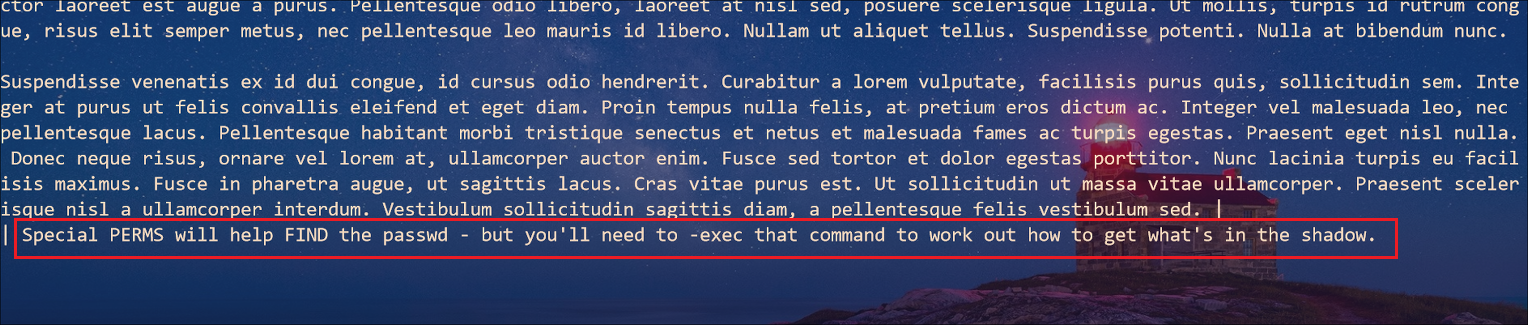 ctor laoreet est augue a purus. Pellentesque odio libero, laoreet at nisl sed, posuere scelerisque ligula. Ut mollis, turpis id rutrum cong
ue, risus elit semper metus, nec pellentesque leo mauris id libero. Nullam ut aliquet tellus. Suspendisse potenti. Nulla at bibendum nunc.
Suspendisse venenatis ex id dui congue, id cursus odio hendrerit. Curabitur a lorem vulputate, facilisis purus quis, sollicitudin sem. Inte
ger at purus ut felis convallis eleifend et eget diam. Proin tempus nulla felis, at pretium eros dictum ac. Integer vel malesuada leo, nec
pellentesque lacus. Pellentesque habitant morbi tristique senectus et netus et malesuada fames ac turpis egestas. Praesent eget nisl nulla.
Donec neque risus, ornare vel lorem at, ullamcorper auctor enim. Fusce sed tortor et dolor egestas porttitor. Nunc lacinia turpis eu facil
isis maximus. Fusce in pharetra augue, ut sagittis lacus. Cras vitae purus est. Ut sollicitudin ut massa vitae ullamcorper. Praesent sceler
isque nisl a ullamcorper interdum. Vestibulum sollicitudin sagittis diam, a pellentesque felis vestibulum sed. |
| Special PERMS will help FIND the passwd - but you'll need to -exec that command to work out how to get what's in the shadow.